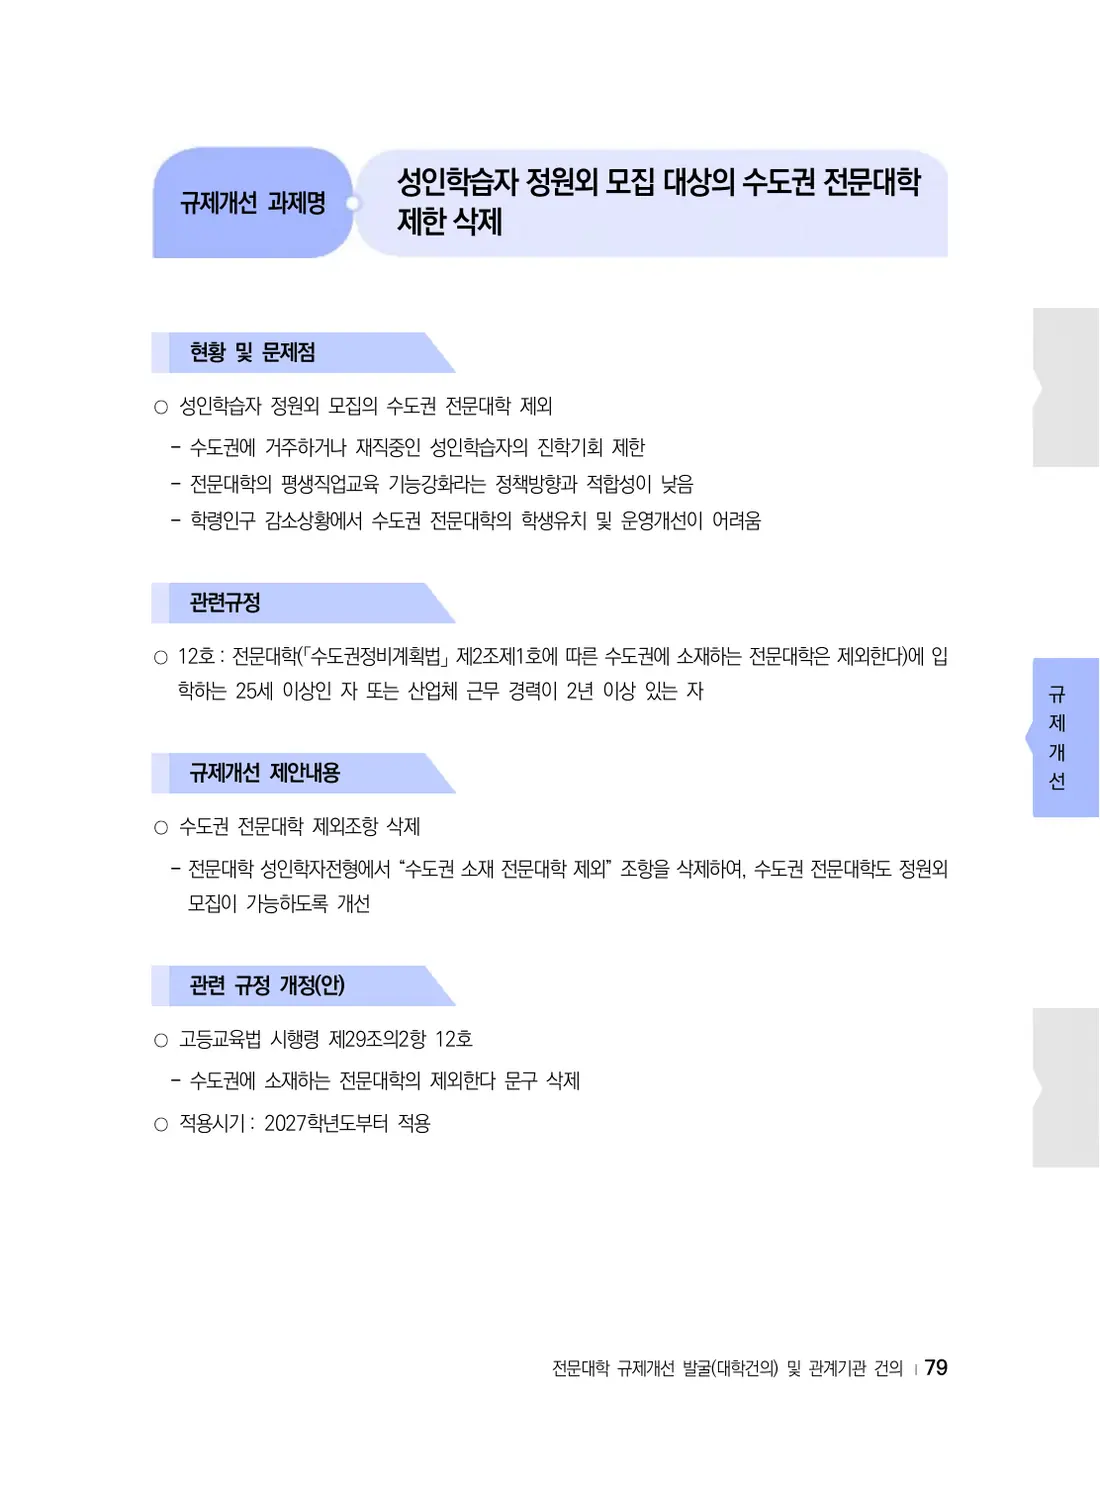 규제개선 과제명
성인학습자 정원외 모집 대상의 수도권 전문대학
제한 삭제
현황 및 문제점
○ 성인학습자 정원외 모집의 수도권 전문대학 제외
- 수도권에 거주하거나 재직중인 성인학습자의 진학기회 제한
- 전문대학의 평생직업교육 기능강화라는 정책방향과 적합성이 낮음
- 학령인구 감소상황에서 수도권 전문대학의 학생유치 및 운영개선이 어려움
관련규정
○ 12호 : 전문대학(「수도권정비계획법」 제2조제1호에 따른 수도권에 소재하는 전문대학은 제외한다)에 입
학하는 25세 이상인 자 또는 산업체 근무 경력이 2년 이상 있는 자
규제개선 제안내용
○ 수도권 전문대학 제외조항 삭제
- 전문대학 성인학자전형에서 “수도권 소재 전문대학 제외” 조항을 삭제하여, 수도권 전문대학도 정원외
모집이 가능하도록 개선
관련 규정 개정(안)
○ 고등교육법 시행령 제29조의2항 12호
- 수도권에 소재하는 전문대학의 제외한다 문구 삭제
○ 적용시기 : 2027학년도부터 적용
규
제
개
선
전문대학 규제개선 발굴(대학건의) 및 관계기관 건의 | 79